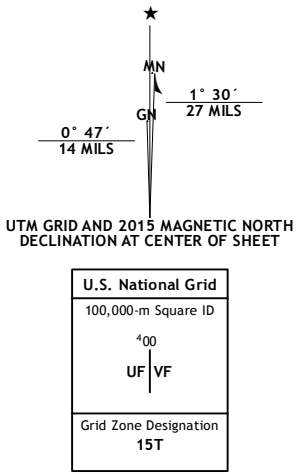 ★
MN
1° 30´
27 MILS
GN
0° 47´
14 MILS
UTM GRID AND 2015 MAGNETIC NORTH
DECLINATION AT CENTER OF SHEET
U.S. National Grid
100,000-m Square ID
⁴00
UF VF
Grid Zone Designation
15T